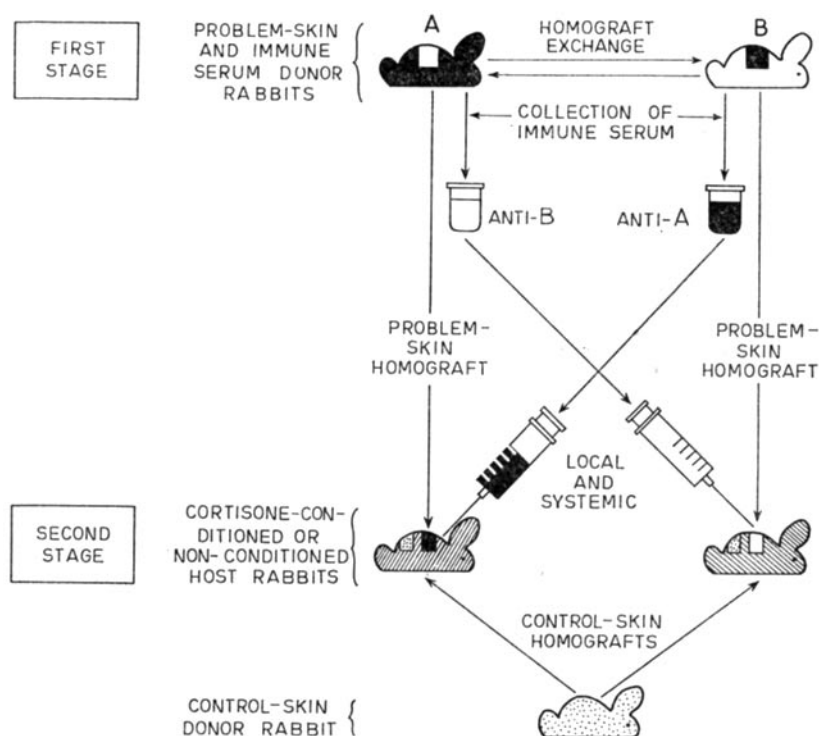 FIRST
STAGE
PROBLEM-SKIN
AND IMMUNE
SERUM DONOR
RABBITS
A
HOMOGRAFT
EXCHANGE
B
COLLECTION OF
IMMUNE SERUM
ANTI-B
ANTI-A
PROBLEM-
SKIN
HOMOGRAFT
PROBLEM-
SKIN
HOMOGRAFT
LOCAL
AND
SYSTEMIC
SECOND
STAGE
CORTISONE-CON-
DITIONED OR
NON-CONDITIONED
HOST RABBITS
CONTROL-SKIN
HOMOGRAFTS
CONTROL-SKIN
DONOR RABBIT